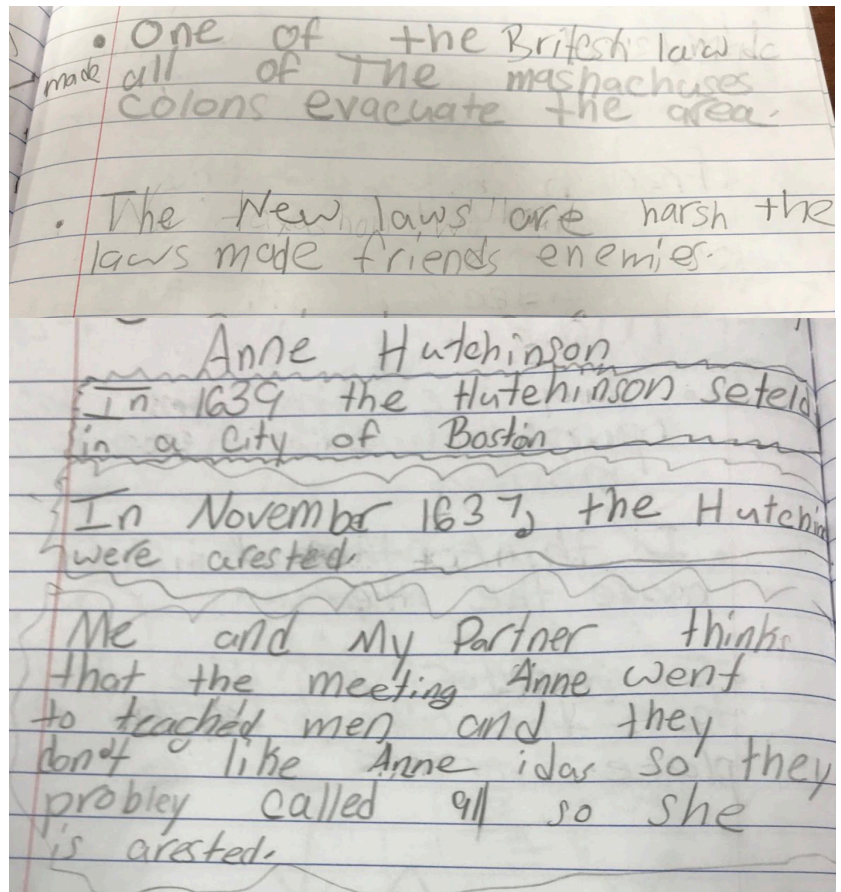 • One of the Britesh law
made all of The mashachuses
colons evacuate the area.
• The New laws are harsh the
laws made friends enemies.
Anne Hutchinson
In 1639 the Hutchinson seteld
in a City of Boston
In November 1637, the Hutchin
were arested.
Me and My Partner think
that the meeting Anne went
to teached men and they
don't like Anne idas so they
probley called 911 so she
is arested.